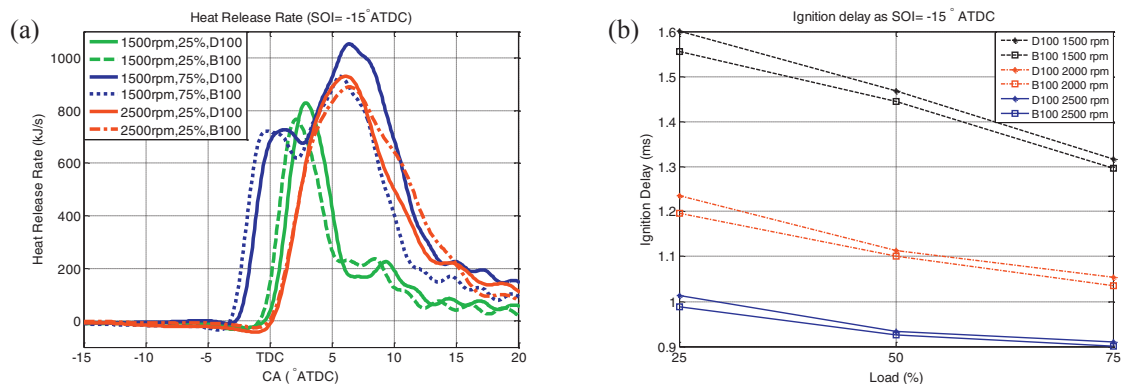 (a)
Heat Release Rate (SOI= -15°ATDC)
1500rpm,25%,D100
1500rpm,25%,B100
1500rpm,75%,D100
1500rpm,75%,B100
2500rpm,25%,D100
2500rpm,25%,B100
1000
800
600
400
200
0
Heat Release Rate (kJ/s)
-15
-10
-5
TDC
5
10
15
20
CA ( °ATDC)
(b)
Ignition delay as SOI= -15 ° ATDC
D100 1500 rpm
B100 1500 rpm
D100 2000 rpm
B100 2000 rpm
D100 2500 rpm
B100 2500 rpm
1.6
1.5
1.4
1.3
1.2
1.1
1
0.9
Ignition Delay (ms)
25
50
75
Load (%)